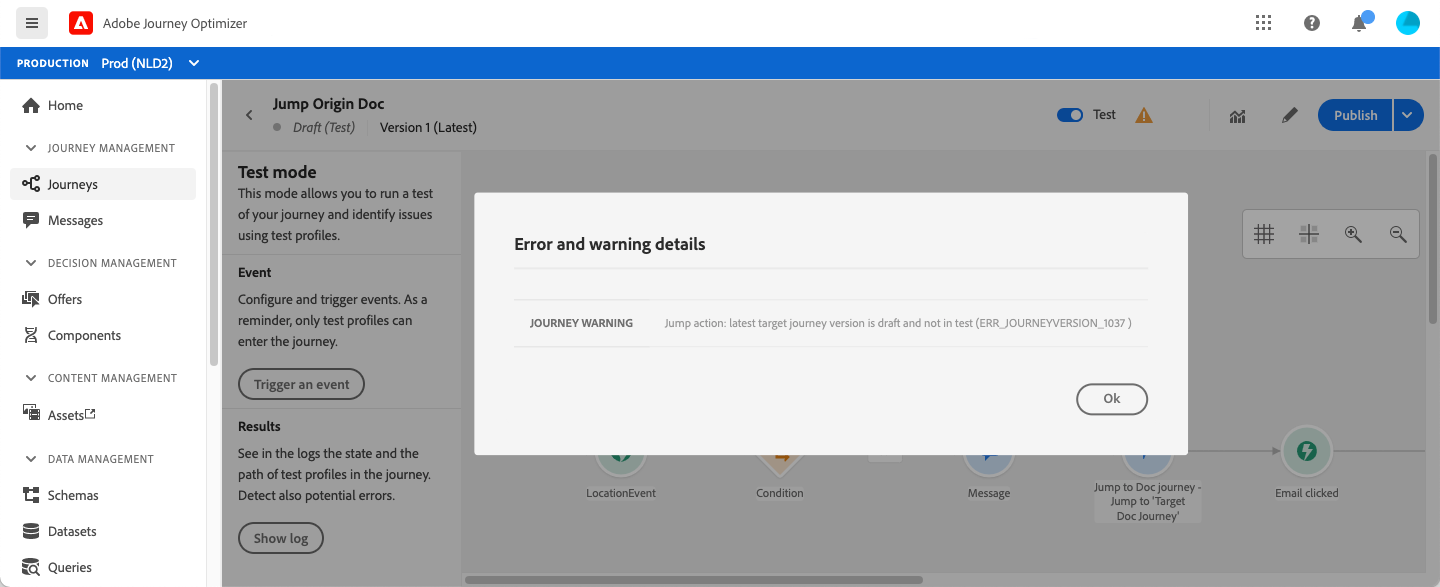 Adobe Journey Optimizer
PRODUCTION Prod (NLD2)
Home
JOURNEY MANAGEMENT
Journeys
Messages
DECISION MANAGEMENT
Offers
Components
CONTENT MANAGEMENT
Assets
DATA MANAGEMENT
Schemas
Datasets
Queries
Jump Origin Doc
Draft (Test) Version 1 (Latest)
Test
Publish
Test mode
This mode allows you to run a test
of your journey and identify issues
using test profiles.
Event
Configure and trigger events. As a
reminder, only test profiles can
enter the journey.
Trigger an event
Results
See in the logs the state and the
path of test profiles in the journey.
Detect also potential errors.
Show log
Error and warning details
JOURNEY WARNING Jump action: latest target journey version is draft and not in test (ERR_JOURNEYVERSION_1037 )
Ok
LocationEvent
Condition
Message
Jump to Doc journey -
Jump to 'Target
Doc Journey'
Email clicked